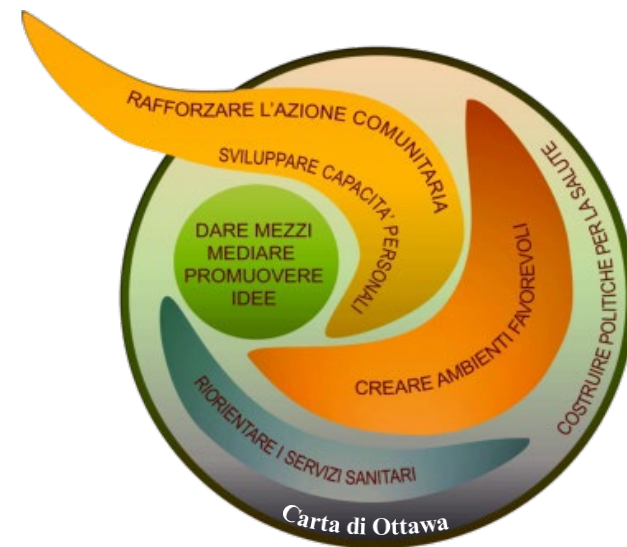 RAFFORZARE L'AZIONE COMUNITARIA
SVILUPPARE CAPACITA' PERSONALI
DARE MEZZI
MEDIARE
PROMUOVERE
IDEE
CREARE AMBIENTI FAVOREVOLI
COSTRUIRE POLITICHE PER LA SALUTE
RIORIENTARE I SERVIZI SANITARI
Carta di Ottawa